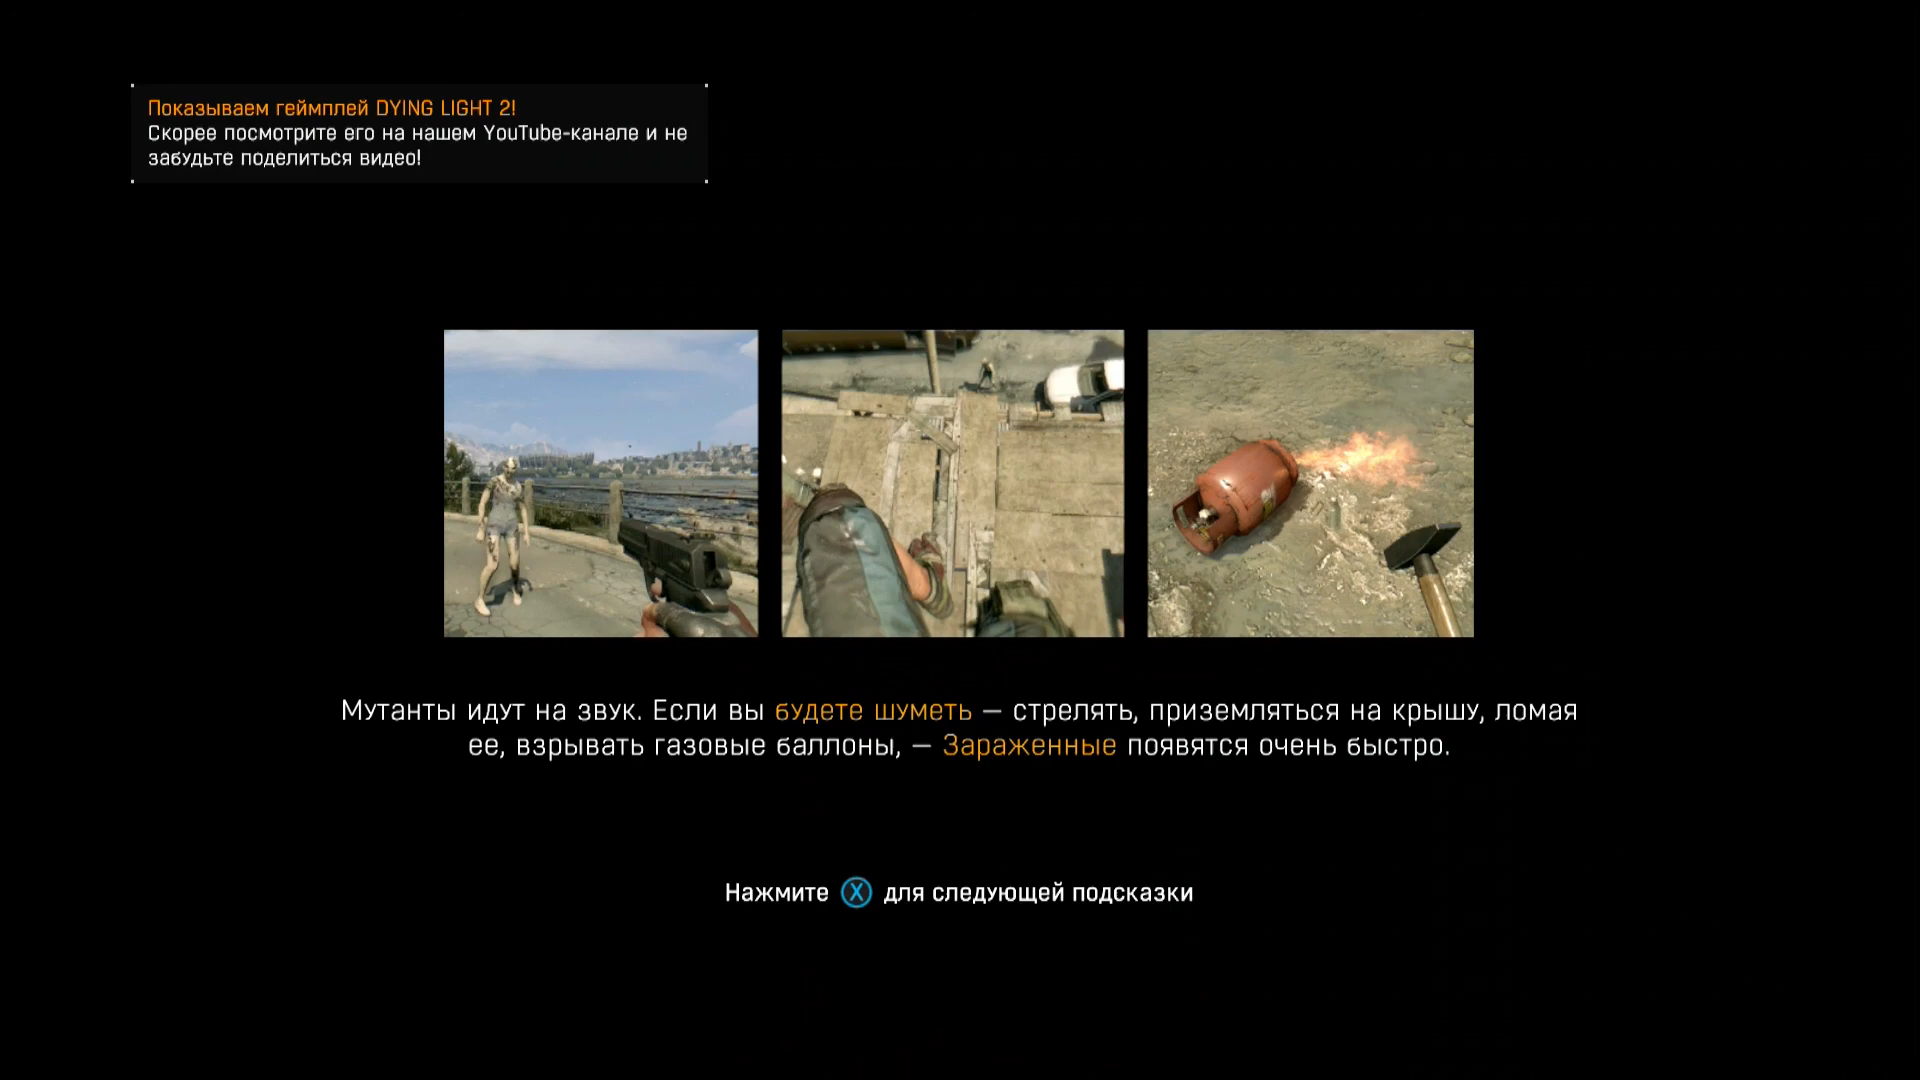 Показываем геймплей DYING LIGHT 2!
Скорее посмотрите его на нашем YouTube-канале и не
забудьте поделиться видео!
Мутанты идут на звук. Если вы будете шуметь — стрелять, приземляться на крышу, ломая
ее, взрывать газовые баллоны, — Зараженные появятся очень быстро.
Нажмите X для следующей подсказки